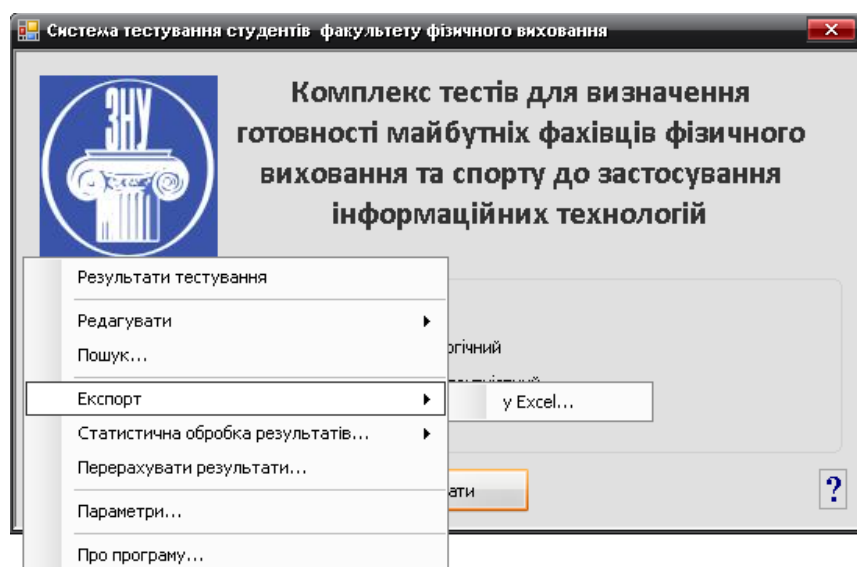 Система тестування студентів факультету фізичного виховання
ЗНУ
Комплекс тестів для визначення
готовності майбутніх фахівців фізичного
виховання та спорту до застосування
інформаційних технологій
Результати тестування
Редагувати
огічний
Пошук...
Експорт
у Excel...
Статистична обробка результатів...
Перерахувати результати...
ати
?
Параметри...
Про програму...